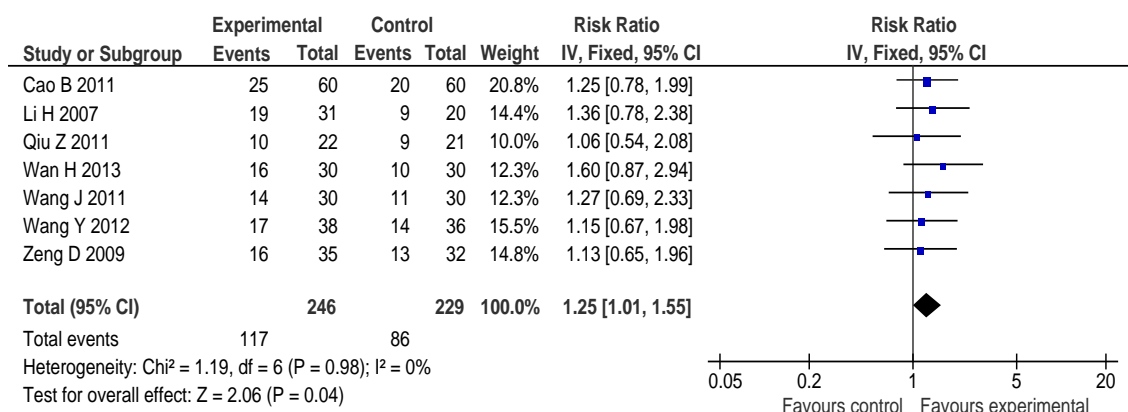 Experimental Control Risk Ratio Risk Ratio
Study or Subgroup Events Total Events Total Weight IV, Fixed, 95% CI IV, Fixed, 95% CI
Cao B 2011 25 60 20 60 20.8% 1.25 [0.78, 1.99]
Li H 2007 19 31 9 20 14.4% 1.36 [0.78, 2.38]
Qiu Z 2011 10 22 9 21 10.0% 1.06 [0.54, 2.08]
Wan H 2013 16 30 10 30 12.3% 1.60 [0.87, 2.94]
Wang J 2011 14 30 11 30 12.3% 1.27 [0.69, 2.33]
Wang Y 2012 17 38 14 36 15.5% 1.15 [0.67, 1.98]
Zeng D 2009 16 35 13 32 14.8% 1.13 [0.65, 1.96]
Total (95% CI) 246 229 100.0% 1.25 [1.01, 1.55]
Total events 117 86
Heterogeneity: Chi² = 1.19, df = 6 (P = 0.98); I² = 0%
Test for overall effect: Z = 2.06 (P = 0.04)
0.05 0.2 1 5 20
Favours control Favours experimental